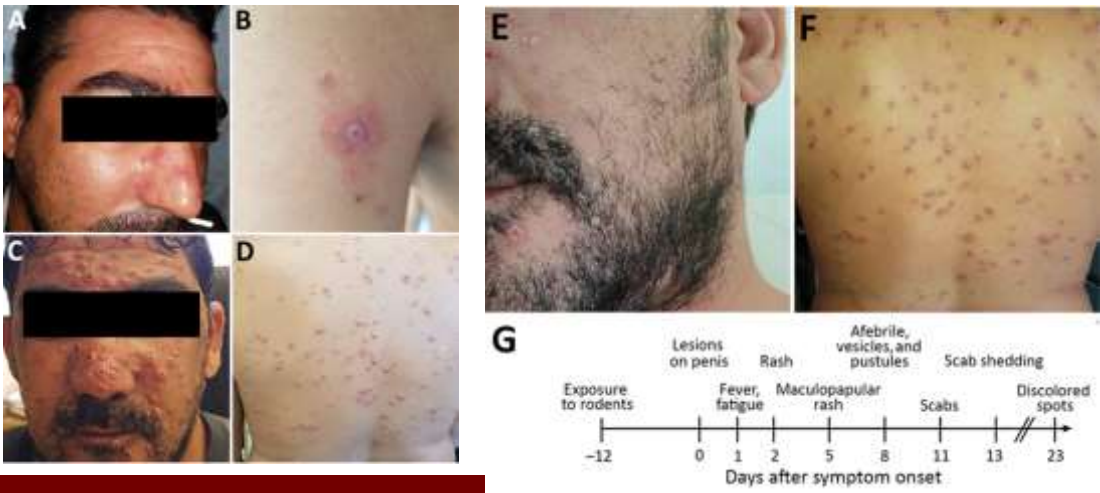 A
B
C
D
E
F
G
Lesions
on penis
Rash
Afebrile,
vesicles, and
pustules
Scab shedding
Exposure
to rodents
Fever,
fatigue
Maculopapular
rash
Scabs
Discolored
spots
−12
0
1
2
5
8
11
13
23
Days after symptom onset